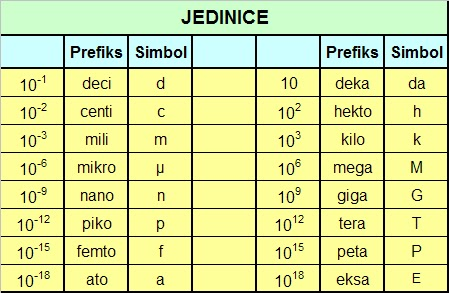 JEDINICE
Prefiks Simbol Prefiks Simbol
10⁻¹ deci d 10 deka da
10⁻² centi c 10² hekto h
10⁻³ mili m 10³ kilo k
10⁻⁶ mikro µ 10⁶ mega M
10⁻⁹ nano n 10⁹ giga G
10⁻¹² piko p 10¹² tera T
10⁻¹⁵ femto f 10¹⁵ peta P
10⁻¹⁸ ato a 10¹⁸ eksa E